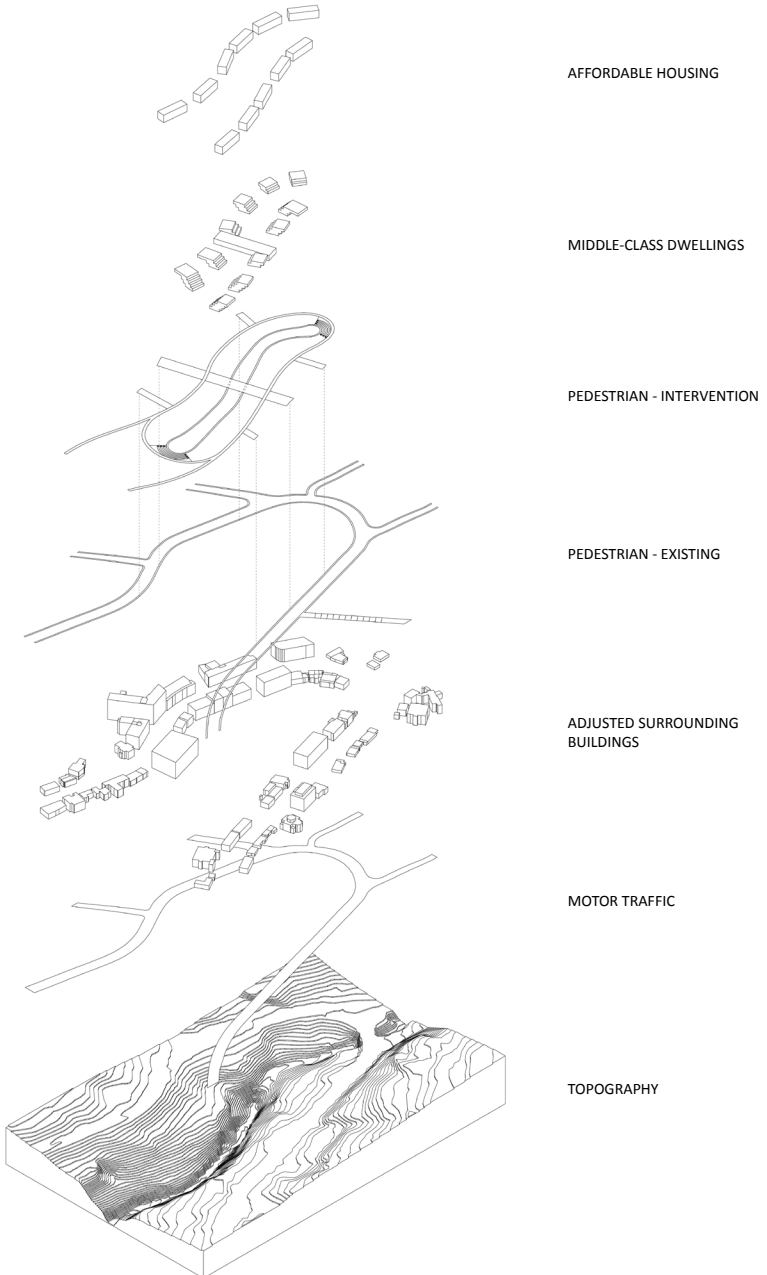 AFFORDABLE HOUSING
MIDDLE-CLASS DWELLINGS
PEDESTRIAN - INTERVENTION
PEDESTRIAN - EXISTING
ADJUSTED SURROUNDING
BUILDINGS
MOTOR TRAFFIC
TOPOGRAPHY